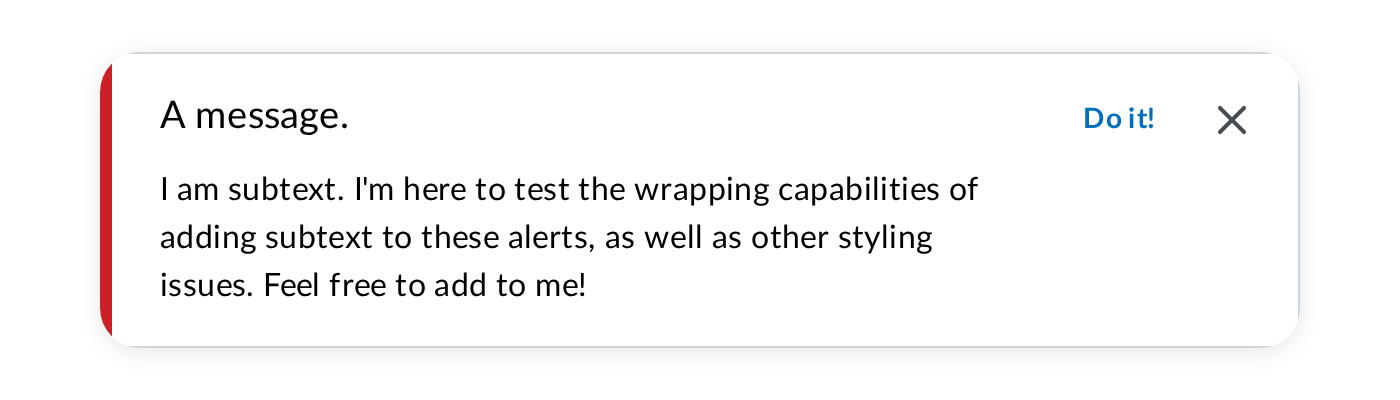 A message.
Do it!
I am subtext. I'm here to test the wrapping capabilities of
adding subtext to these alerts, as well as other styling
issues. Feel free to add to me!